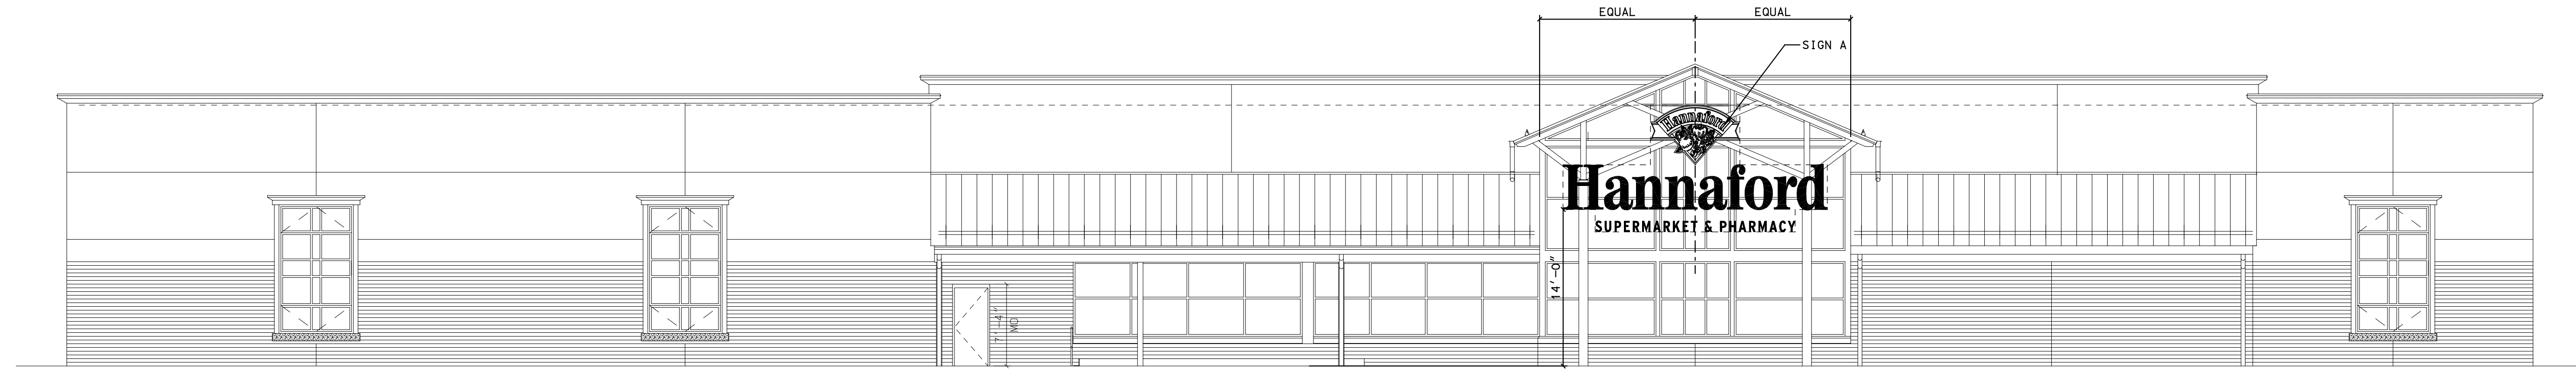 EQUAL EQUAL
SIGN A
Hannaford
A A
Hannaford
SUPERMARKET & PHARMACY
14'-0"
7'-4"
MO